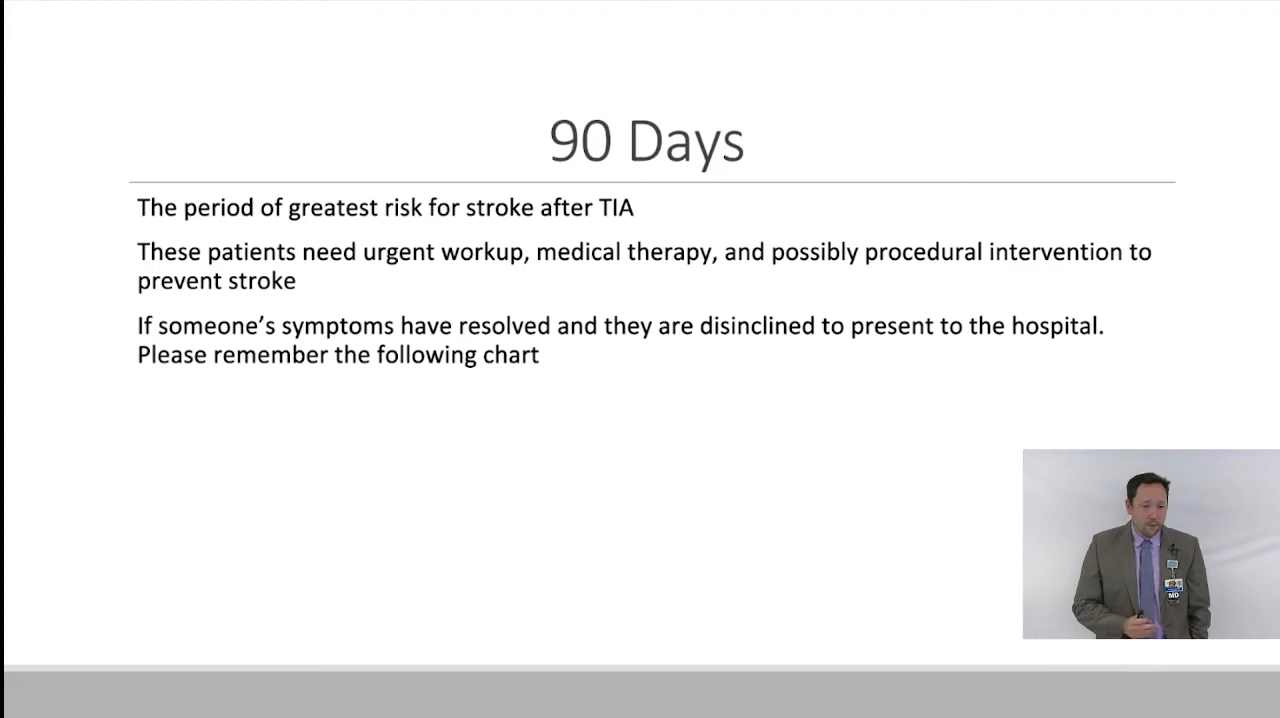 90 Days
The period of greatest risk for stroke after TIA
These patients need urgent workup, medical therapy, and possibly procedural intervention to
prevent stroke
If someone’s symptoms have resolved and they are disinclined to present to the hospital.
Please remember the following chart
MD